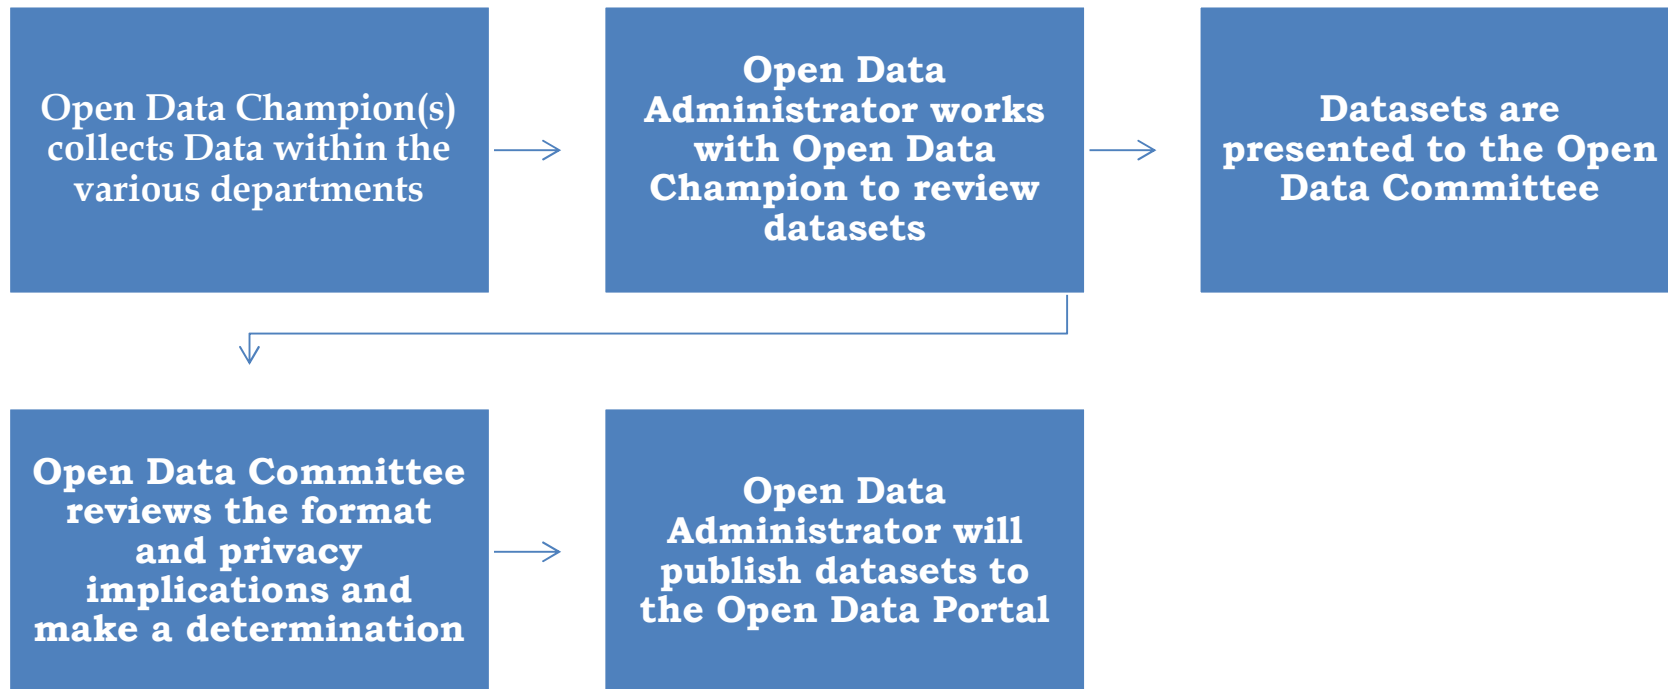 Open Data Champion(s)
collects Data within the
various departments
Open Data
Administrator works
with Open Data
Champion to review
datasets
Datasets are
presented to the Open
Data Committee
Open Data Committee
reviews the format
and privacy
implications and
make a determination
Open Data
Administrator will
publish datasets to
the Open Data Portal